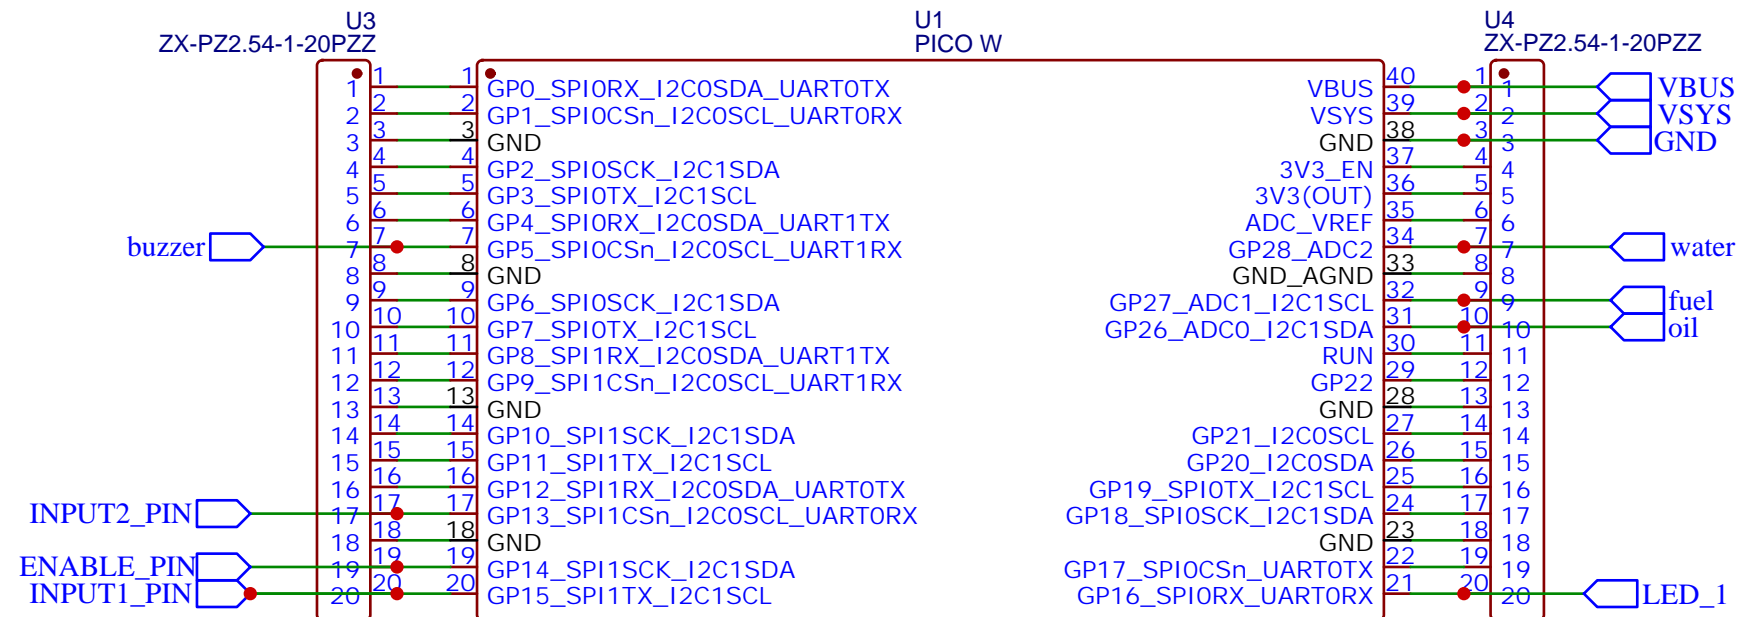 U3 U1 U4
ZX-PZ2.54-1-20PZZ PICO W ZX-PZ2.54-1-20PZZ
1 1 1 GP0_SPI0RX_I2C0SDA_UART0TX VBUS 40 1 1 VBUS
2 2 2 GP1_SPI0CSn_I2C0SCL_UART0RX VSYS 39 2 2 VSYS
3 3 3 GND GND 38 3 3 GND
4 4 4 GP2_SPI0SCK_I2C1SDA 3V3_EN 37 4 4
5 5 5 GP3_SPI0TX_I2C1SCL 3V3(OUT) 36 5 5
6 6 6 GP4_SPI0RX_I2C0SDA_UART1TX ADC_VREF 35 6 6
buzzer 7 7 7 GP5_SPI0CSn_I2C0SCL_UART1RX GP28_ADC2 34 7 7 water
8 8 8 GND GND_AGND 33 8 8
9 9 9 GP6_SPI0SCK_I2C1SDA GP27_ADC1_I2C1SCL 32 9 9 fuel
10 10 10 GP7_SPI0TX_I2C1SCL GP26_ADC0_I2C1SDA 31 10 10 oil
11 11 11 GP8_SPI1RX_I2C0SDA_UART1TX RUN 30 11 11
12 12 12 GP9_SPI1CSn_I2C0SCL_UART1RX GP22 29 12 12
13 13 13 GND GND 28 13 13
14 14 14 GP10_SPI1SCK_I2C1SDA GP21_I2C0SCL 27 14 14
15 15 15 GP11_SPI1TX_I2C1SCL GP20_I2C0SDA 26 15 15
16 16 16 GP12_SPI1RX_I2C0SDA_UART0TX GP19_SPI0TX_I2C1SCL 25 16 16
INPUT2_PIN 17 17 17 GP13_SPI1CSn_I2C0SCL_UART0RX GP18_SPI0SCK_I2C1SDA 24 17 17
18 18 18 GND GND 23 18 18
ENABLE_PIN 19 19 19 GP14_SPI1SCK_I2C1SDA GP17_SPI0CSn_UART0TX 22 19 19
INPUT1_PIN 20 20 20 GP15_SPI1TX_I2C1SCL GP16_SPI0RX_UART0RX 21 20 20 LED_1